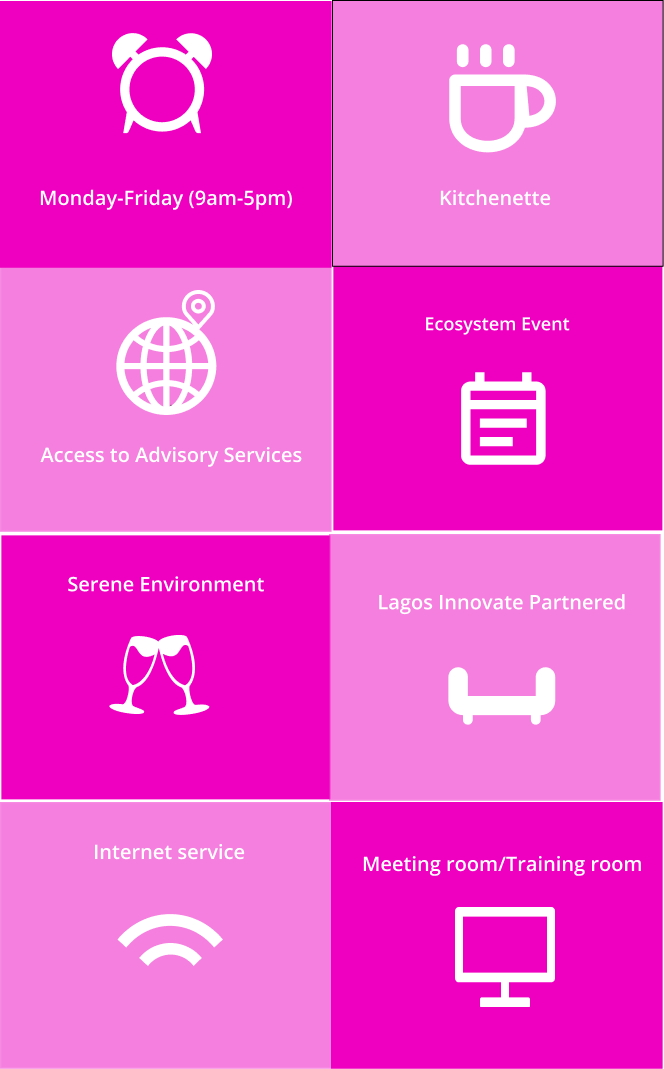 Monday-Friday (9am-5pm)
Kitchenette
Access to Advisory Services
Ecosystem Event
Serene Environment
Lagos Innovate Partnered
Internet service
Meeting room/Training room